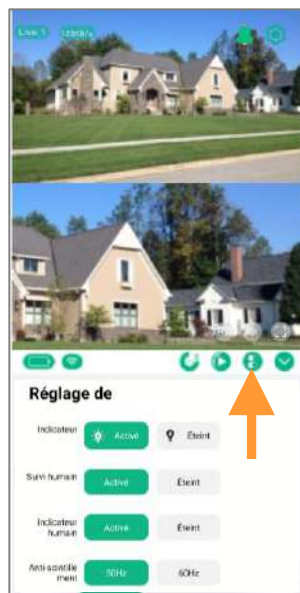 Live 1 123KB/s
Réglage de
Indicateur Activé Éteint
Suivi humain Activé Éteint
Indicateur
humain Activé Éteint
Anti-scintille
ment 50Hz 60Hz